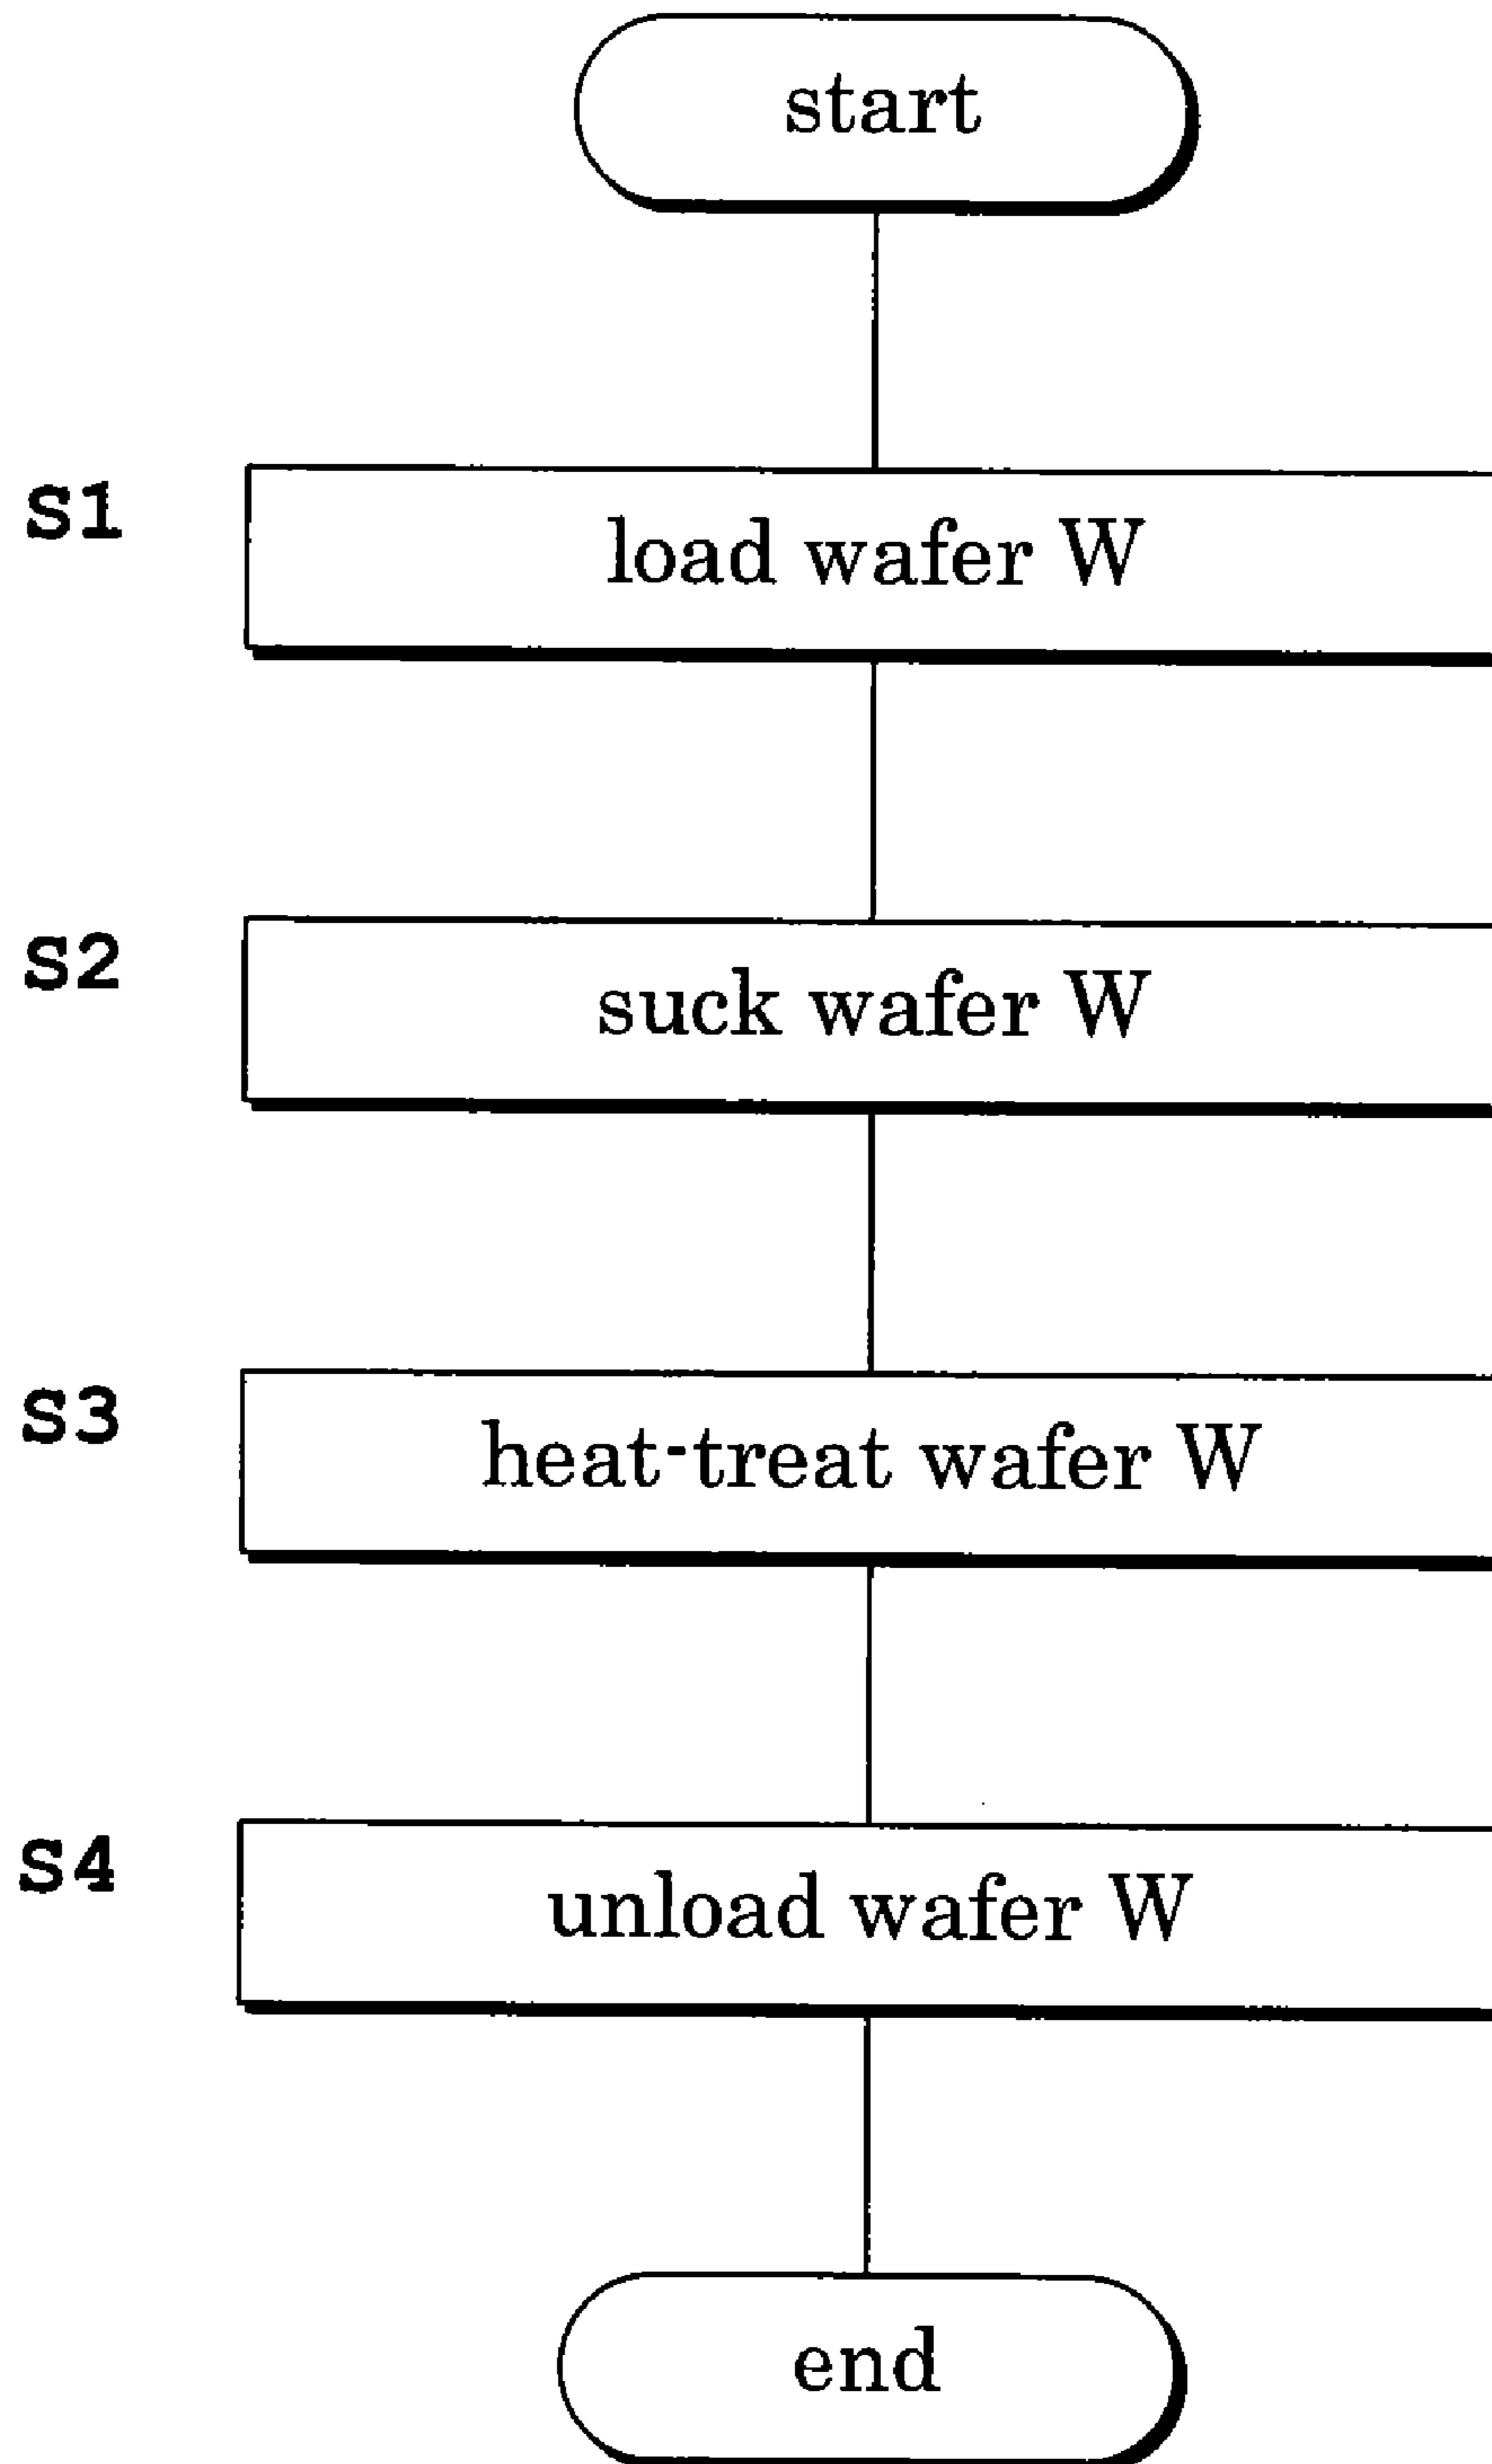 start
S1
load wafer W
S2
suck wafer W
S3
heat-treat wafer W
S4
unload wafer W
end